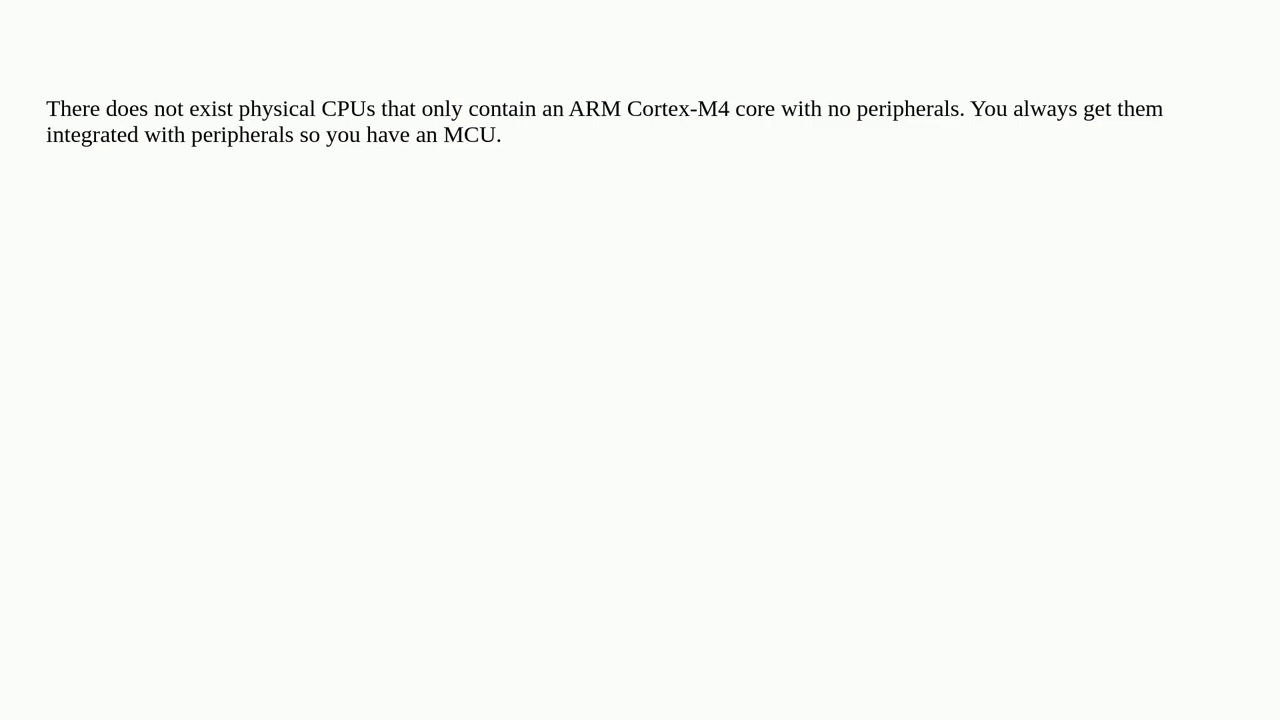 There does not exist physical CPUs that only contain an ARM Cortex-M4 core with no peripherals. You always get them
integrated with peripherals so you have an MCU.